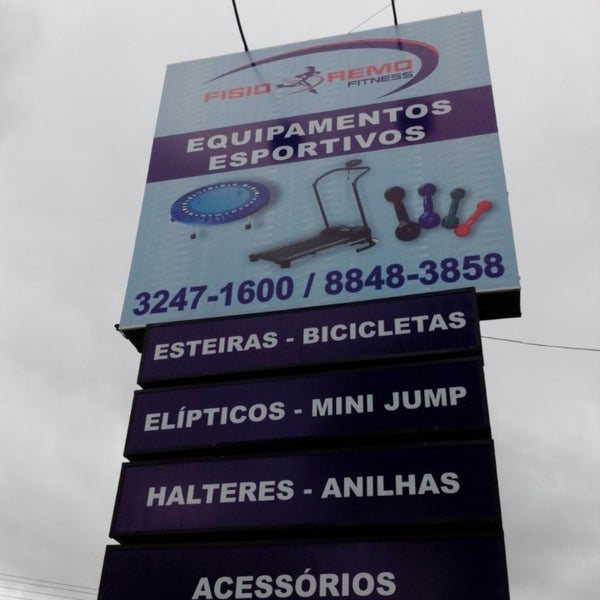 FISIO REMO
FITNESS
EQUIPAMENTOS
ESPORTIVOS
3247-1600 / 8848-3858
ESTEIRAS - BICICLETAS
ELÍPTICOS - MINI JUMP
HALTERES - ANILHAS
ACESSÓRIOS